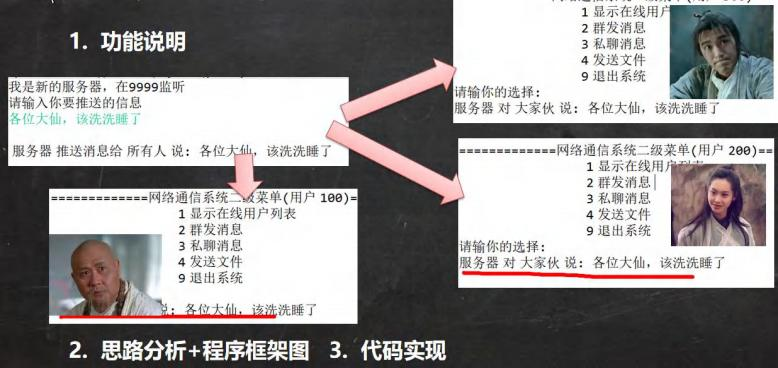 1. 功能说明
我是新的服务器，在9999监听
请输入你要推送的信息
各位大仙，该洗洗睡了
服务器 推送消息给 所有人 说: 各位大仙，该洗洗睡了
1 显示在线用户
2 群发消息
3 私聊消息
4 发送文件
9 退出系统
请输你的选择:
服务器 对 大家伙 说: 各位大仙，该洗洗睡了
=============网络通信系统二级菜单(用户 200)==
1 显示在线用户列表
2 群发消息
3 私聊消息
4 发送文件
9 退出系统
请输你的选择:
服务器 对 大家伙 说: 各位大仙，该洗洗睡了
=============网络通信系统二级菜单(用户 100)=
1 显示在线用户列表
2 群发消息
3 私聊消息
4 发送文件
9 退出系统
说: 各位大仙，该洗洗睡了
2. 思路分析+程序框架图 3. 代码实现